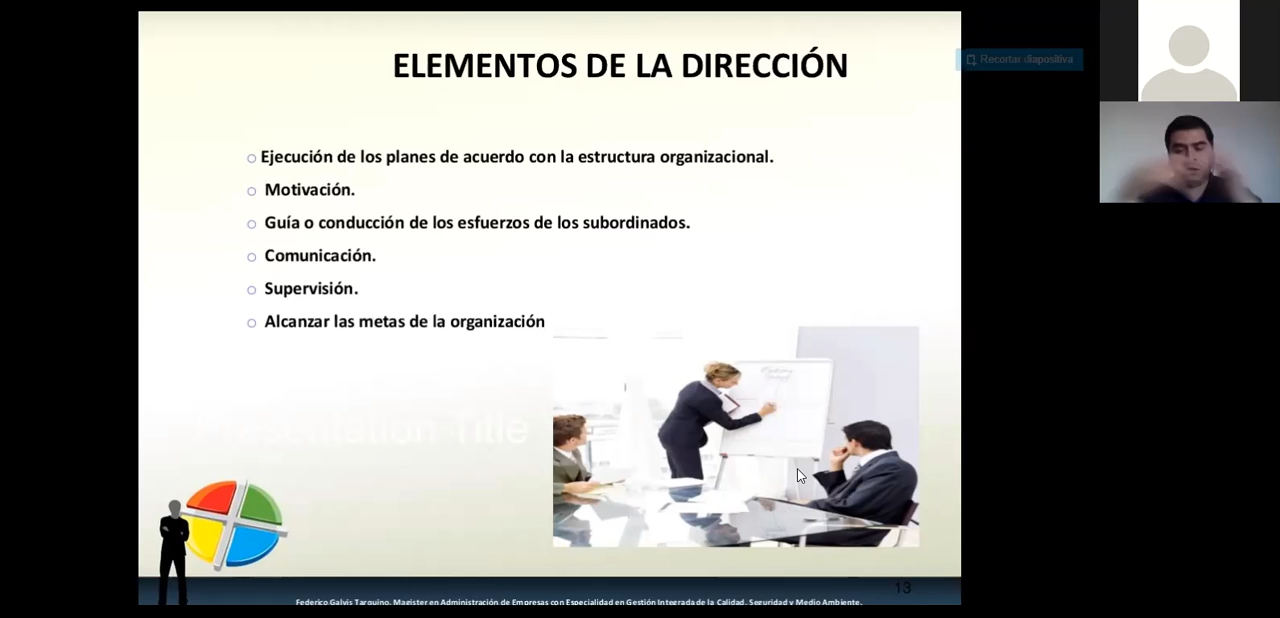 ELEMENTOS DE LA DIRECCIÓN
Recortar diapositiva
Ejecución de los planes de acuerdo con la estructura organizacional.
Motivación.
Guía o conducción de los esfuerzos de los subordinados.
Comunicación.
Supervisión.
Alcanzar las metas de la organización
Presentation Title
13
Federico Galvis Tarquino. Magister en Administración de Empresas con Especialidad en Gestión Integrada de la Calidad, Seguridad y Medio Ambiente.